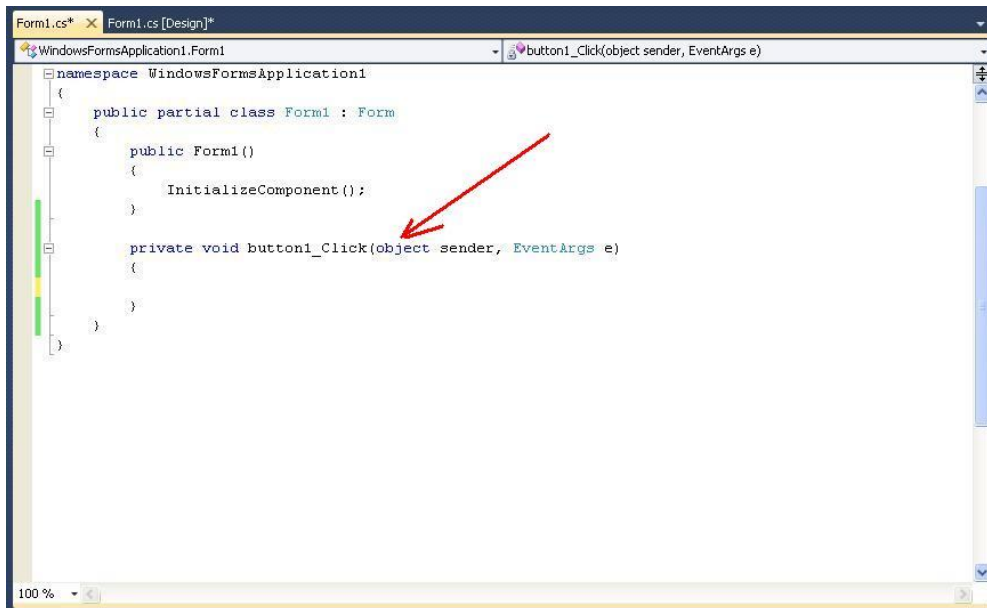 Form1.cs* Form1.cs [Design]*
WindowsFormsApplication1.Form1 button1_Click(object sender, EventArgs e)
namespace WindowsFormsApplication1
{
    public partial class Form1 : Form
    {
        public Form1()
        {
            InitializeComponent();
        }

        private void button1_Click(object sender, EventArgs e)
        {

        }
    }
}
100 %